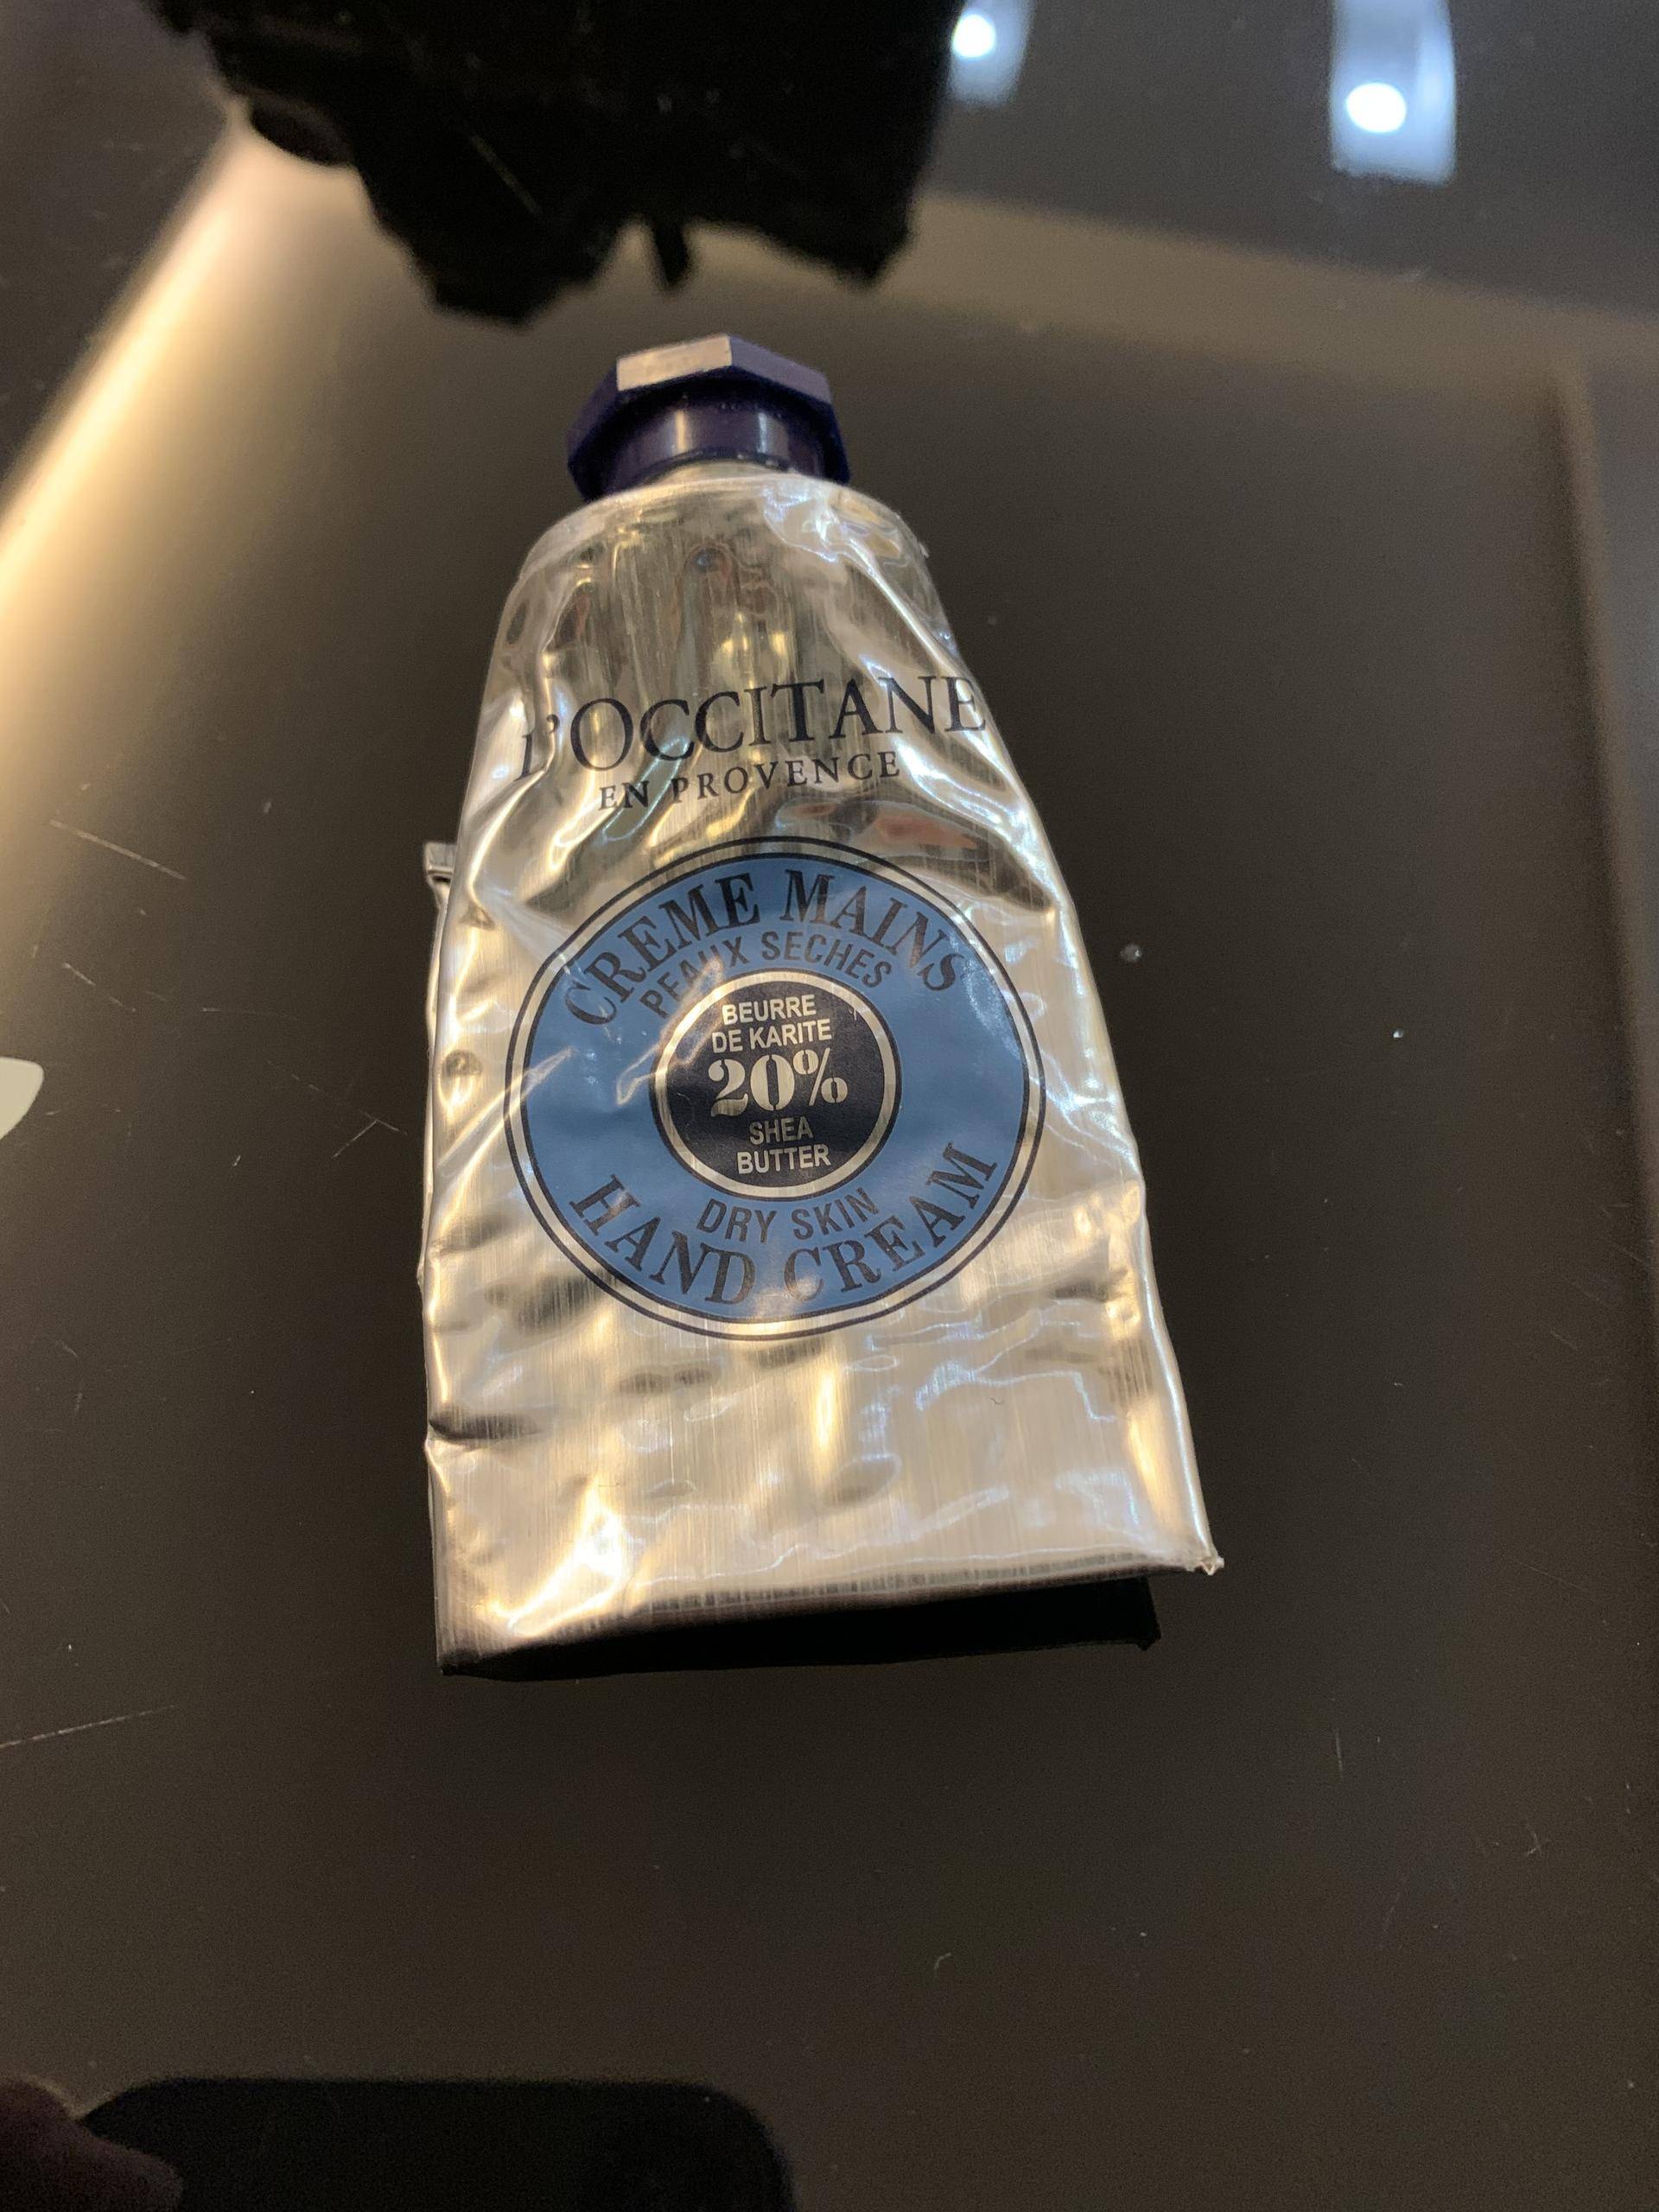 L'OCCITANE
EN PROVENCE
CREME MAINS
PEAUX SECHES
BEURRE
DE KARITE
20%
SHEA
BUTTER
DRY SKIN
HAND CREAM